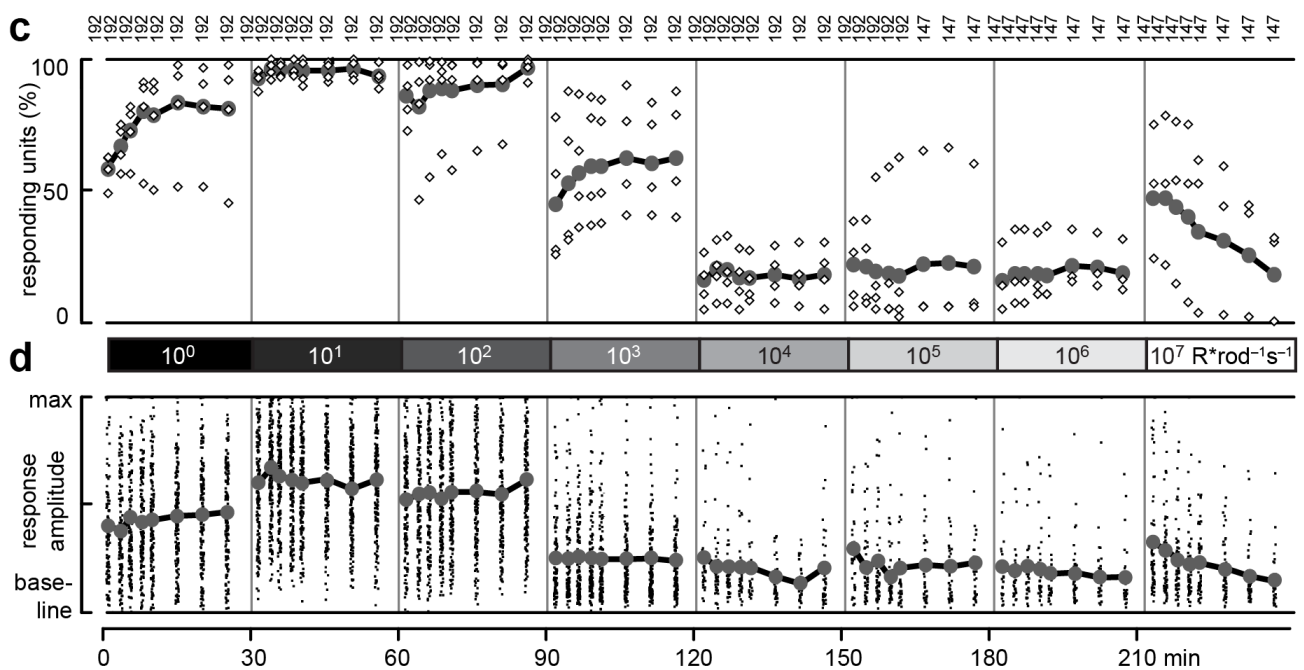 c
192 192 192 192 192 192 192 192 192 192 192 192 192 192 192 192 192 192 192 192 192 192 192 192 192 192 192 192 192 192 192 192 192 192 192 192 192 192 192 192 192 192 192 192 192 147 147 147 147 147 147 147 147 147 147 147 147 147 147 147 147 147 147 147
responding units (%)
100
50
0
d
10⁰ 10¹ 10² 10³ 10⁴ 10⁵ 10⁶ 10⁷ R*rod⁻¹s⁻¹
response
amplitude
max
base-
line
0 30 60 90 120 150 180 210 min